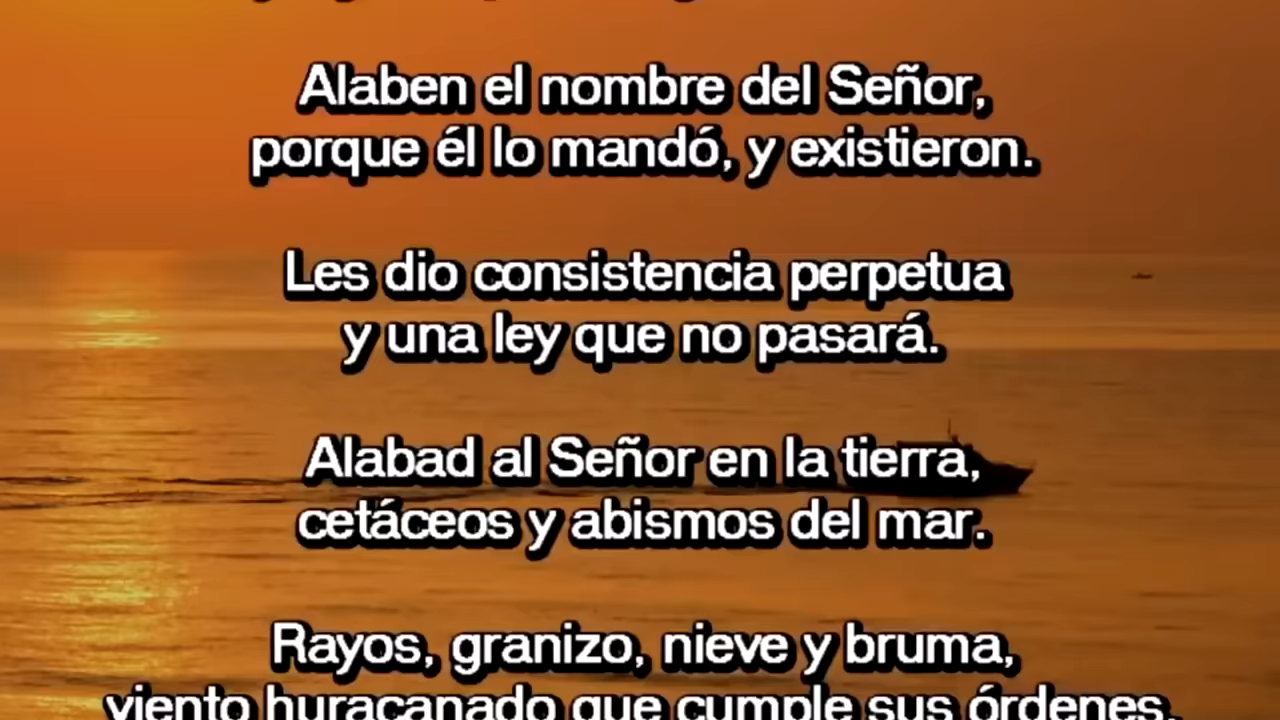 Alaben el nombre del Señor,
porque él lo mandó, y existieron.
Les dio consistencia perpetua
y una ley que no pasará.
Alabad al Señor en la tierra,
cetáceos y abismos del mar.
Rayos, granizo, nieve y bruma,
viento huracanado que cumple sus órdenes.